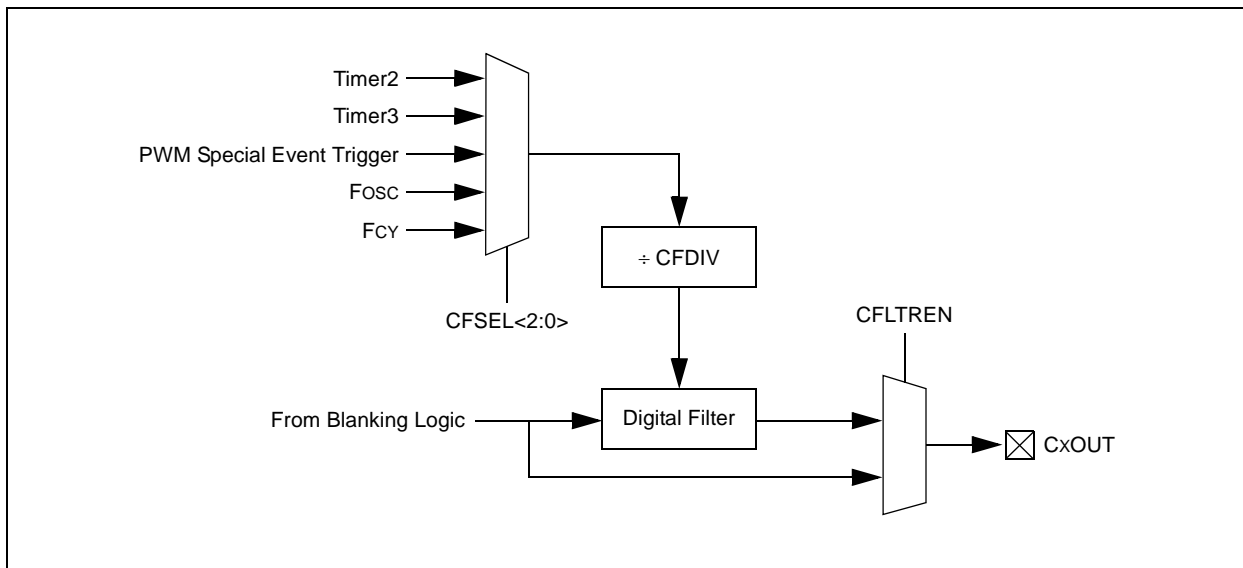 Timer2
Timer3
PWM Special Event Trigger
FOSC
FCY
÷ CFDIV
CFSEL<2:0>
CFLTREN
From Blanking Logic
Digital Filter
CxOUT